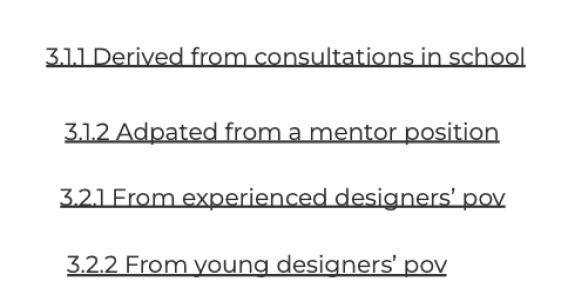 3.1.1 Derived from consultations in school
3.1.2 Adpated from a mentor position
3.2.1 From experienced designers’ pov
3.2.2 From young designers’ pov